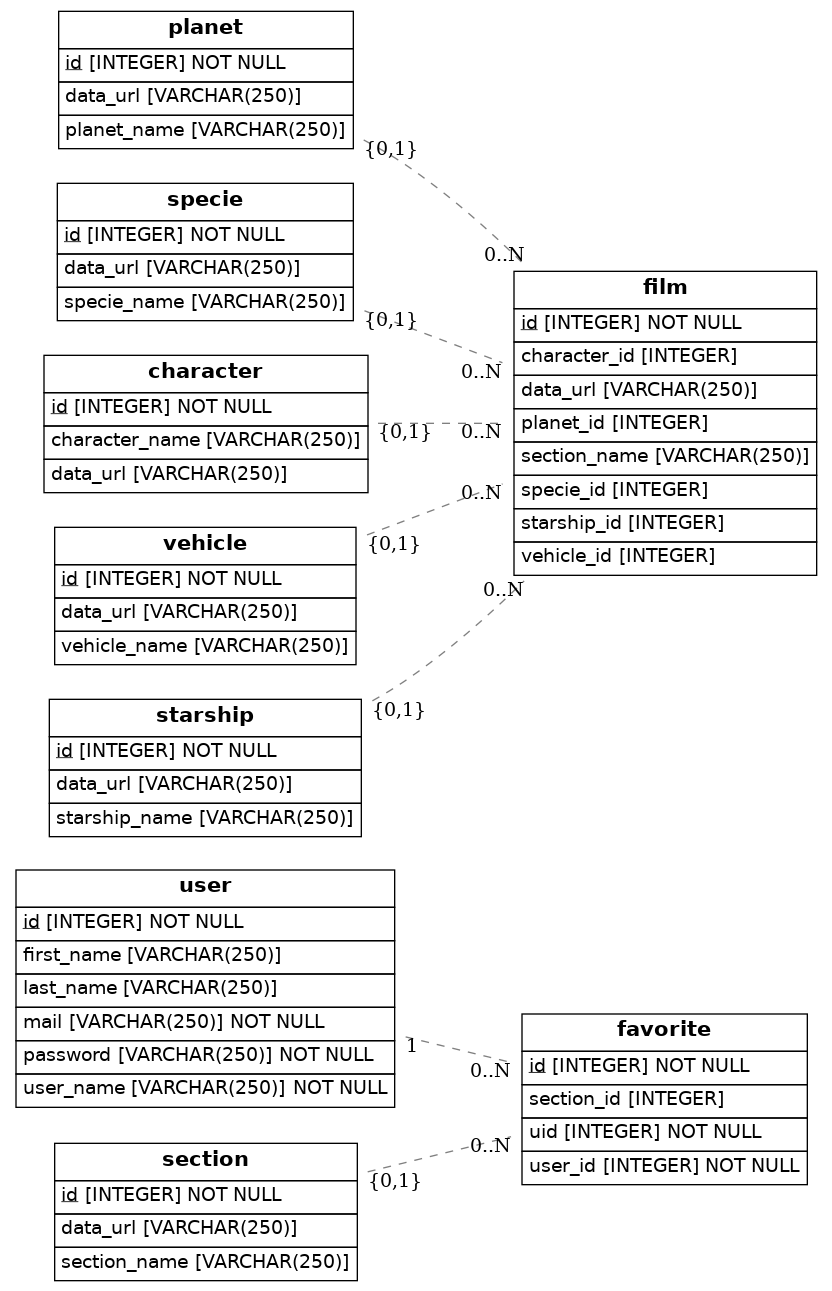 planet
id [INTEGER] NOT NULL
data_url [VARCHAR(250)]
planet_name [VARCHAR(250)]
{0,1}
0..N
specie
id [INTEGER] NOT NULL
data_url [VARCHAR(250)]
specie_name [VARCHAR(250)]
{0,1}
0..N
character
id [INTEGER] NOT NULL
character_name [VARCHAR(250)]
data_url [VARCHAR(250)]
{0,1}
0..N
vehicle
id [INTEGER] NOT NULL
data_url [VARCHAR(250)]
vehicle_name [VARCHAR(250)]
{0,1}
0..N
starship
id [INTEGER] NOT NULL
data_url [VARCHAR(250)]
starship_name [VARCHAR(250)]
{0,1}
0..N
film
id [INTEGER] NOT NULL
character_id [INTEGER]
data_url [VARCHAR(250)]
planet_id [INTEGER]
section_name [VARCHAR(250)]
specie_id [INTEGER]
starship_id [INTEGER]
vehicle_id [INTEGER]
user
id [INTEGER] NOT NULL
first_name [VARCHAR(250)]
last_name [VARCHAR(250)]
mail [VARCHAR(250)] NOT NULL
password [VARCHAR(250)] NOT NULL
user_name [VARCHAR(250)] NOT NULL
1
0..N
section
id [INTEGER] NOT NULL
data_url [VARCHAR(250)]
section_name [VARCHAR(250)]
{0,1}
0..N
favorite
id [INTEGER] NOT NULL
section_id [INTEGER]
uid [INTEGER] NOT NULL
user_id [INTEGER] NOT NULL